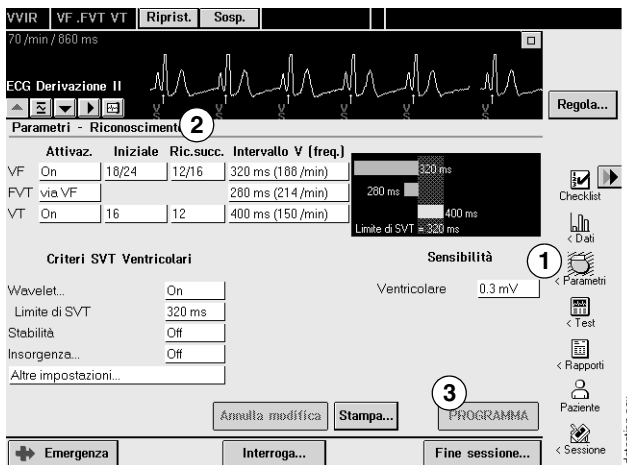 VVIR VF .FVT VT Riprist. Sosp.
70 /min / 860 ms
ECG Derivazione II
Regola...
Parametri - Riconoscimento 2
Attivaz. Iniziale Ric.succ. Intervallo V (freq.)
VF On 18/24 12/16 320 ms (188 /min)
FVT via VF 280 ms (214 /min)
VT On 16 12 400 ms (150 /min)
320 ms
280 ms
400 ms
Limite di SVT = 320 ms
Checklist
< Dati
1
< Parametri
< Test
< Rapporti
Paziente
< Sessione
Criteri SVT Ventricolari
Wavelet... On
Limite di SVT 320 ms
Stabilità Off
Insorgenza... Off
Altre impostazioni...
Sensibilità
Ventricolare 0.3 mV
3
Annulla modifica Stampa... PROGRAMMA
Emergenza Interroga... Fine sessione...